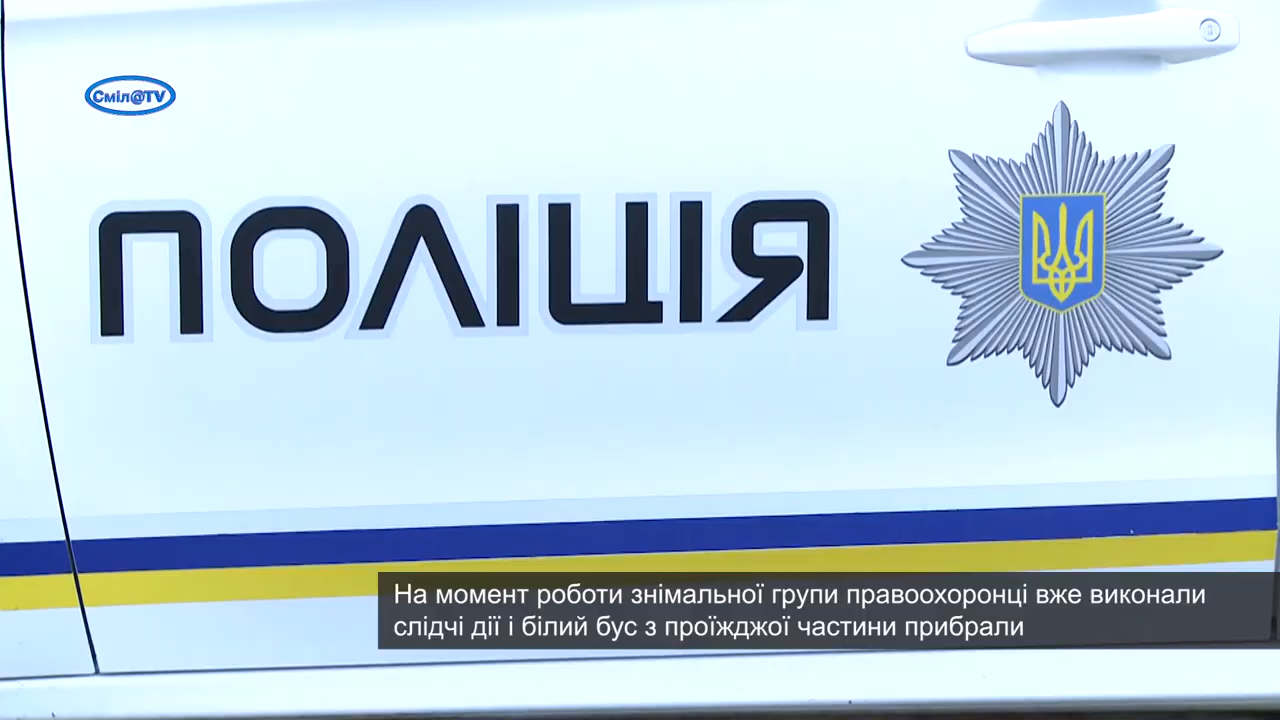 Сміл@TV
ПОЛІЦІЯ
На момент роботи знімальної групи правоохоронці вже виконали
слідчі дії і білий бус з проїжджої частини прибрали